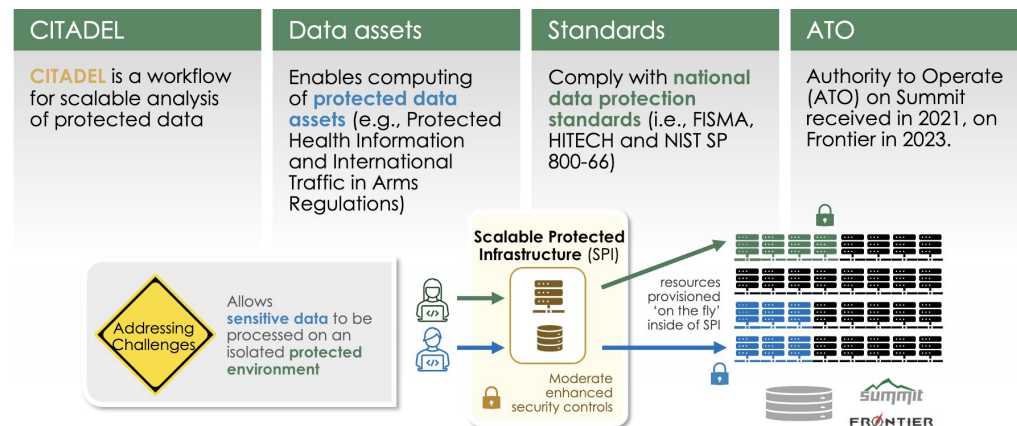 CITADEL
CITADEL is a workflow
for scalable analysis
of protected data
Data assets
Enables computing
of protected data
assets (e.g., Protected
Health Information
and International
Traffic in Arms
Regulations)
Standards
Comply with national
data protection
standards (i.e., FISMA,
HITECH and NIST SP
800-66)
ATO
Authority to Operate
(ATO) on Summit
received in 2021, on
Frontier in 2023.
Addressing
Challenges
Allows
sensitive data to be
processed on an
isolated protected
environment
Scalable Protected
Infrastructure (SPI)
Moderate
enhanced
security controls
resources
provisioned
'on the fly'
inside of SPI
summit
FRONTIER